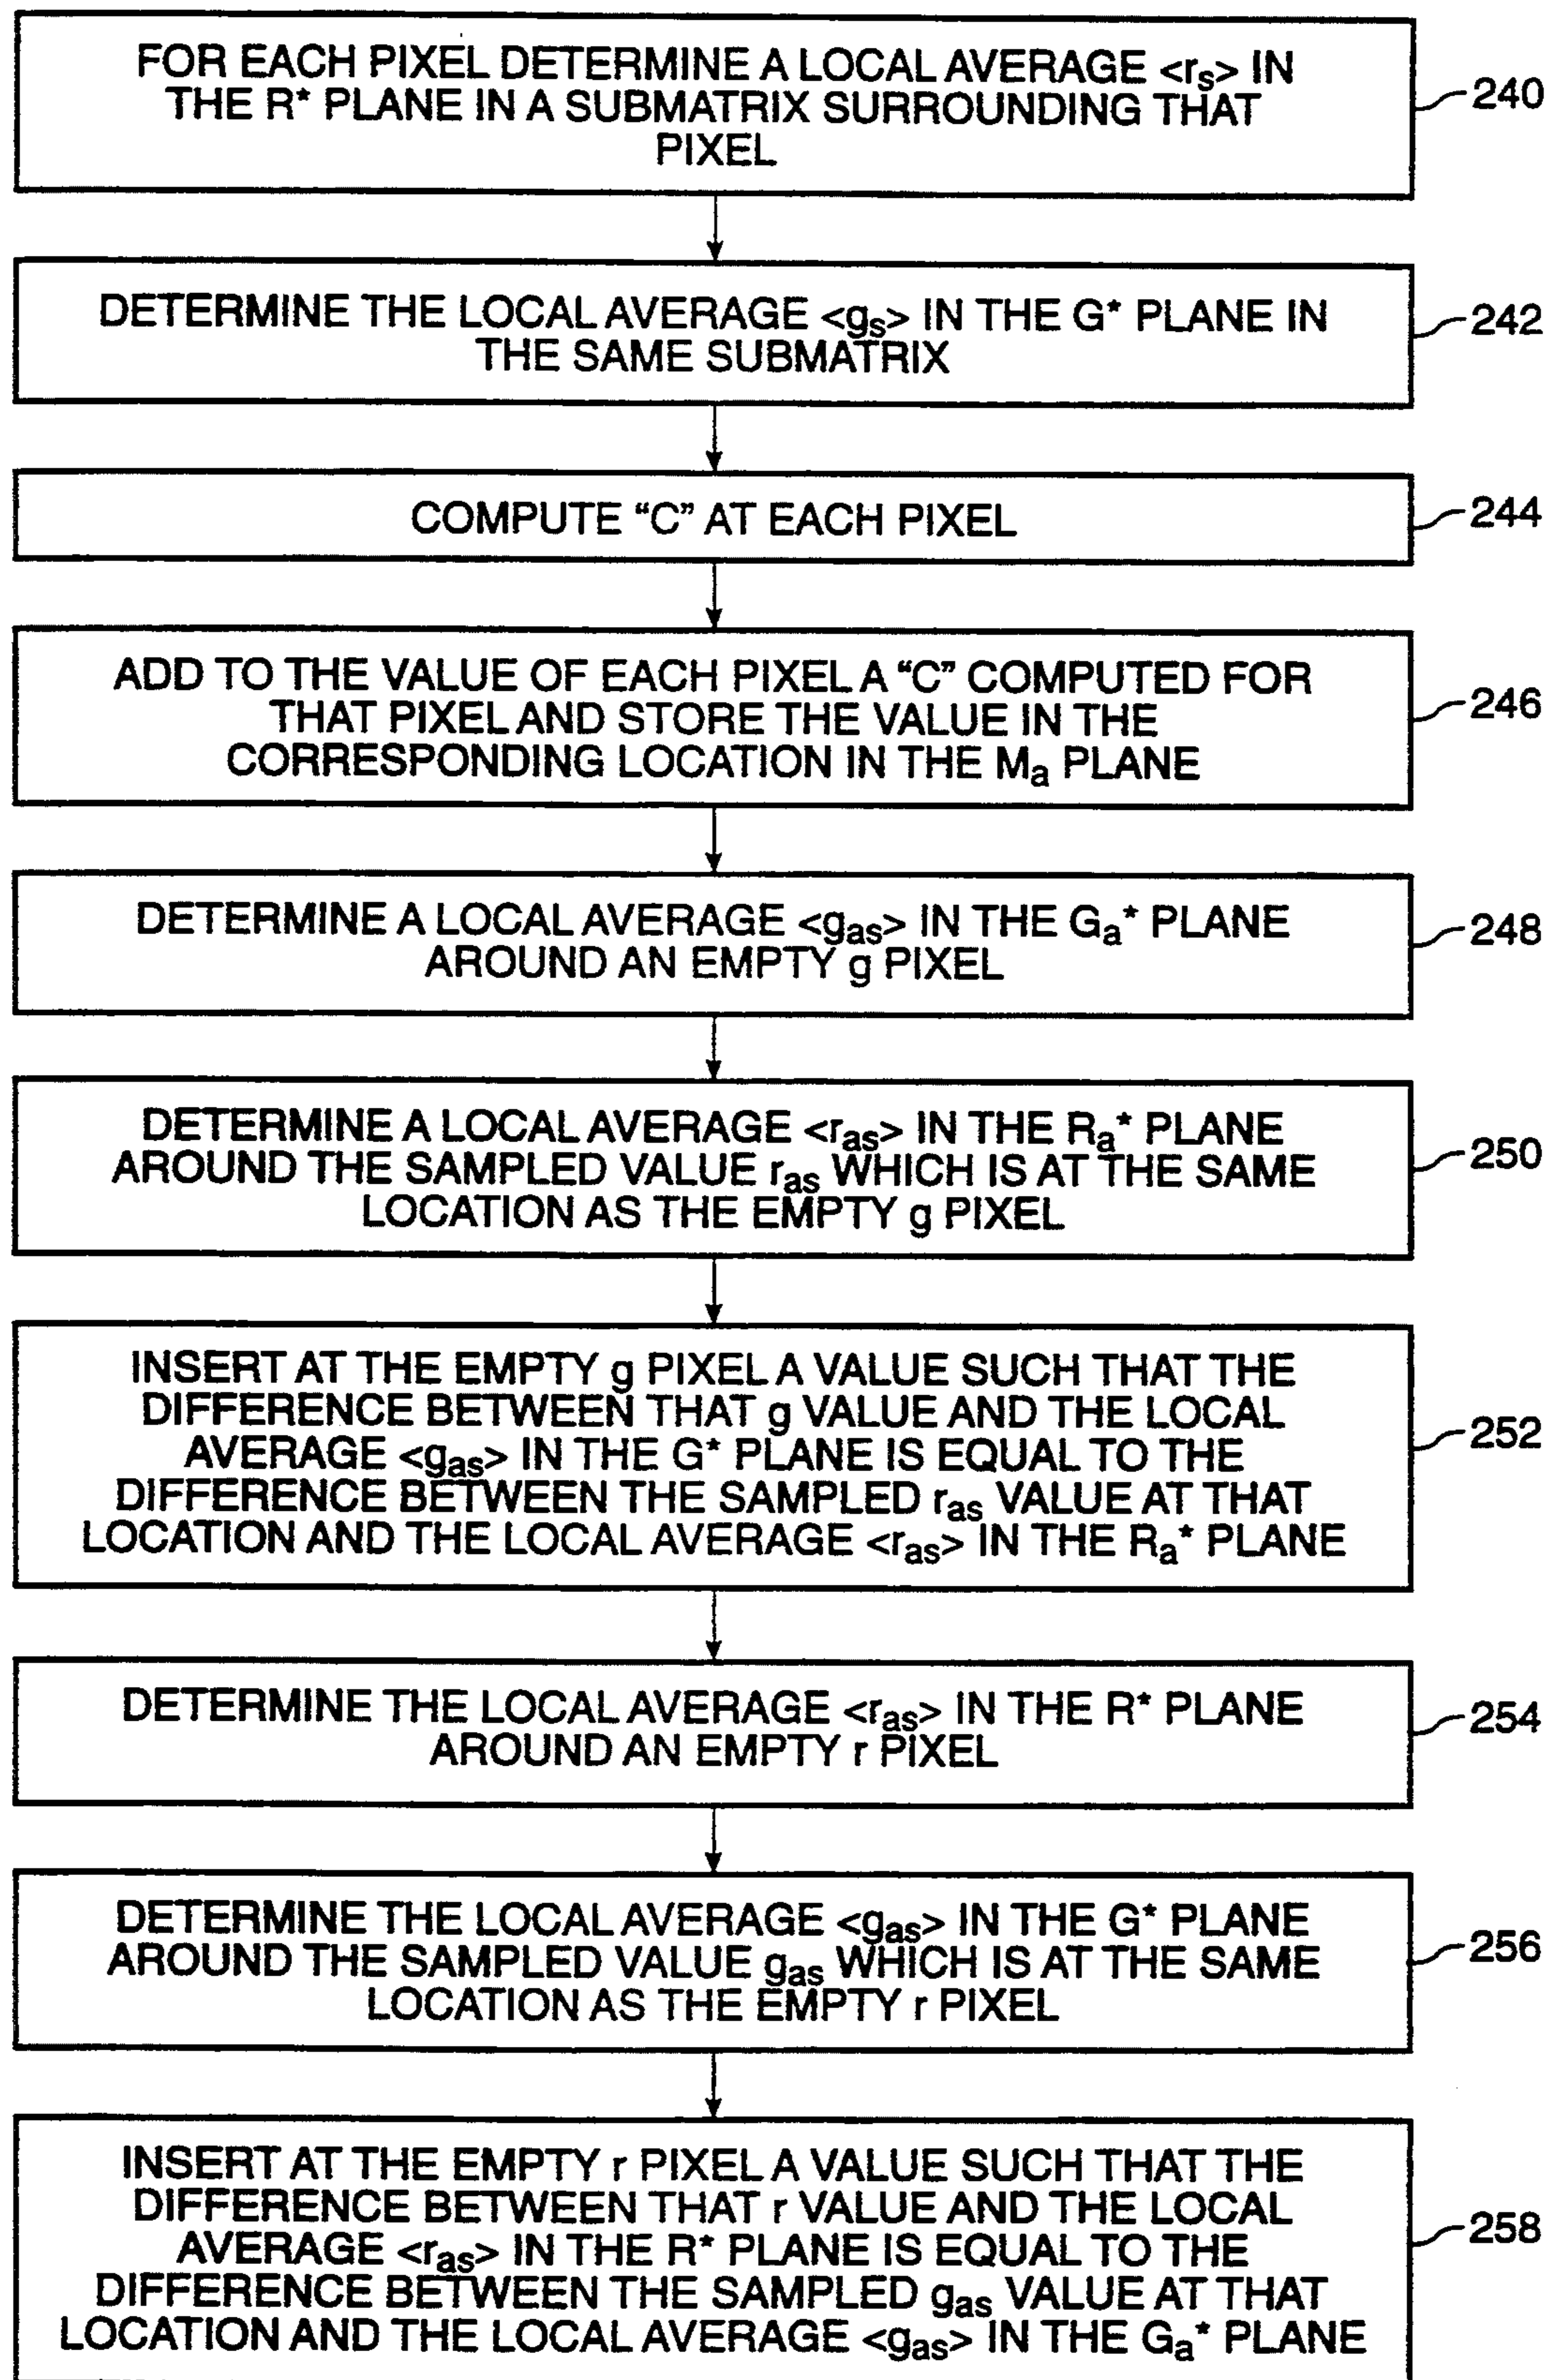 FOR EACH PIXEL DETERMINE A LOCAL AVERAGE <rs> IN
THE R* PLANE IN A SUBMATRIX SURROUNDING THAT
PIXEL
240
DETERMINE THE LOCAL AVERAGE <gs> IN THE G* PLANE IN
THE SAME SUBMATRIX
242
COMPUTE “C” AT EACH PIXEL
244
ADD TO THE VALUE OF EACH PIXEL A “C” COMPUTED FOR
THAT PIXEL AND STORE THE VALUE IN THE
CORRESPONDING LOCATION IN THE Ma PLANE
246
DETERMINE A LOCAL AVERAGE <gas> IN THE Ga* PLANE
AROUND AN EMPTY g PIXEL
248
DETERMINE A LOCAL AVERAGE <ras> IN THE Ra* PLANE
AROUND THE SAMPLED VALUE ras WHICH IS AT THE SAME
LOCATION AS THE EMPTY g PIXEL
250
INSERT AT THE EMPTY g PIXEL A VALUE SUCH THAT THE
DIFFERENCE BETWEEN THAT g VALUE AND THE LOCAL
AVERAGE <gas> IN THE G* PLANE IS EQUAL TO THE
DIFFERENCE BETWEEN THE SAMPLED ras VALUE AT THAT
LOCATION AND THE LOCAL AVERAGE <ras> IN THE Ra* PLANE
252
DETERMINE THE LOCAL AVERAGE <ras> IN THE R* PLANE
AROUND AN EMPTY r PIXEL
254
DETERMINE THE LOCAL AVERAGE <gas> IN THE G* PLANE
AROUND THE SAMPLED VALUE gas WHICH IS AT THE SAME
LOCATION AS THE EMPTY r PIXEL
256
INSERT AT THE EMPTY r PIXEL A VALUE SUCH THAT THE
DIFFERENCE BETWEEN THAT r VALUE AND THE LOCAL
AVERAGE <ras> IN THE R* PLANE IS EQUAL TO THE
DIFFERENCE BETWEEN THE SAMPLED gas VALUE AT THAT
LOCATION AND THE LOCAL AVERAGE <gas> IN THE Ga* PLANE
258